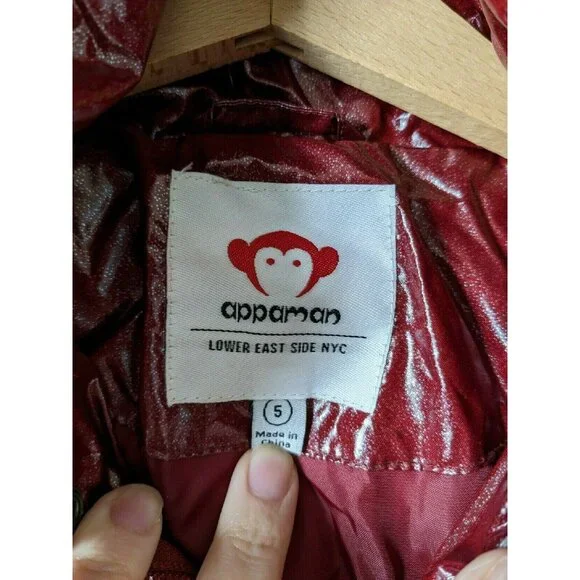 appaman
LOWER EAST SIDE NYC
5
Made in
China